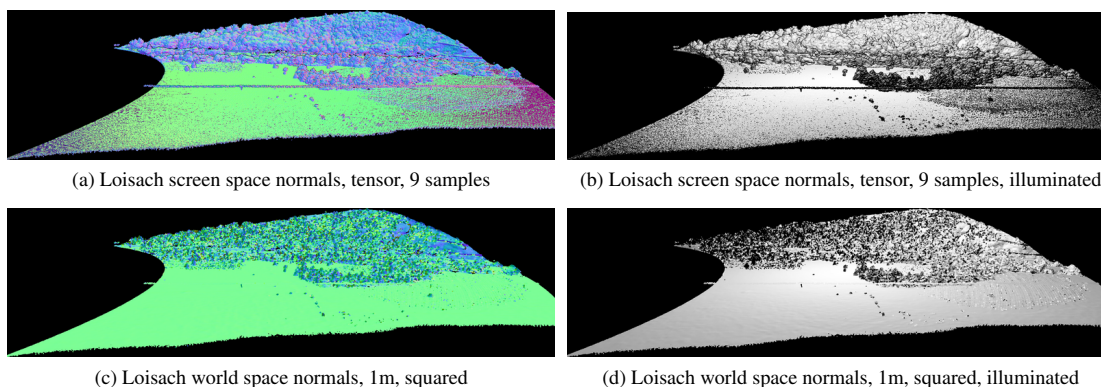 (a) Loisach screen space normals, tensor, 9 samples
(b) Loisach screen space normals, tensor, 9 samples, illuminated
(c) Loisach world space normals, 1m, squared
(d) Loisach world space normals, 1m, squared, illuminated